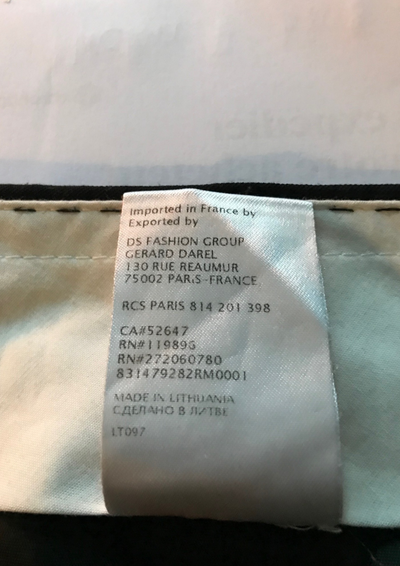 Imported in France by
Exported by
DS FASHION GROUP
GERARD DAREL
130 RUE REAUMUR
75002 PARIS-FRANCE
RCS PARIS 814 201 398
CA#52647
RN#119896
RN#272060780
831479282RM0001
MADE IN LITHUANIA
СДЕЛАНО В ЛИТВЕ
LT097